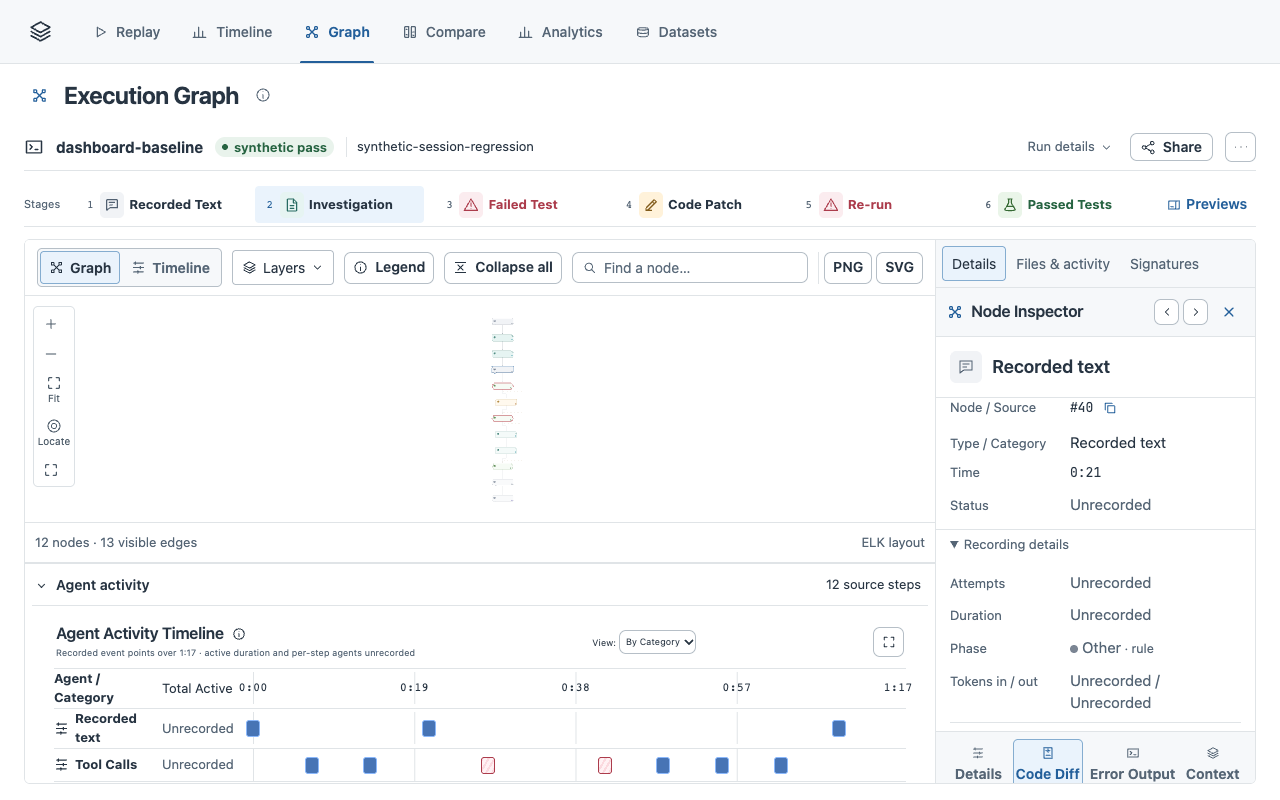 Replay Timeline Graph Compare Analytics Datasets
Execution Graph
dashboard-baseline synthetic pass synthetic-session-regression Run details Share
Stages 1 Recorded Text 2 Investigation 3 Failed Test 4 Code Patch 5 Re-run 6 Passed Tests Previews
Graph Timeline Layers Legend Collapse all Find a node... PNG SVG
Details Files & activity Signatures
Node Inspector
Fit
Locate
Recorded text
Node / Source #40
Type / Category Recorded text
Time 0:21
Status Unrecorded
12 nodes · 13 visible edges ELK layout
Recording details
Agent activity 12 source steps
Attempts Unrecorded
Duration Unrecorded
Phase Other · rule
Tokens in / out Unrecorded /
Unrecorded
Agent Activity Timeline
Recorded event points over 1:17 · active duration and per-step agents unrecorded
View: By Category
Agent /
Category
Total Active 0:00 0:19 0:38 0:57 1:17
Recorded
text
Unrecorded
Tool Calls Unrecorded
Details Code Diff Error Output Context